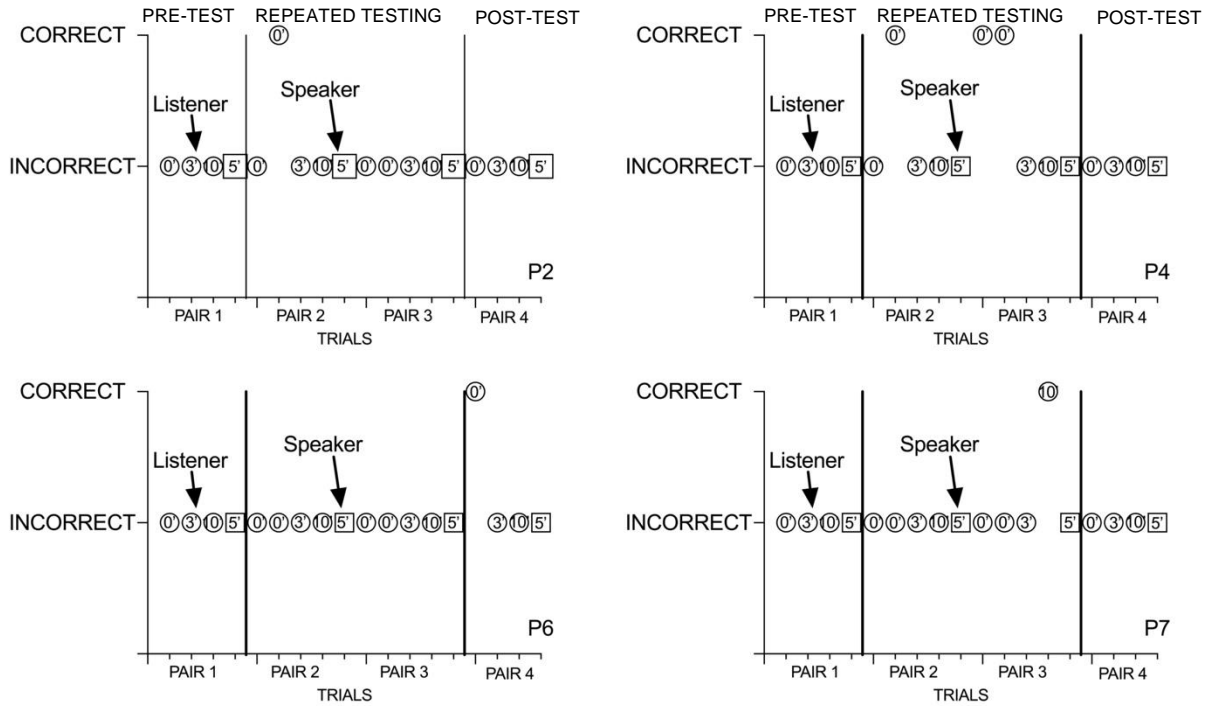 PRE-TEST REPEATED TESTING POST-TEST
CORRECT 0'
Speaker
Listener
INCORRECT 0' 3' 10' 5' 0' 3' 10' 5' 0' 0' 3' 10' 5' 0' 3' 10' 5'
P2
PAIR 1 PAIR 2 PAIR 3 PAIR 4
TRIALS
PRE-TEST REPEATED TESTING POST-TEST
CORRECT 0' 0' 0'
Speaker
Listener
INCORRECT 0' 3' 10' 5' 0' 3' 10' 5' 3' 10' 5' 0' 3' 10' 5'
P4
PAIR 1 PAIR 2 PAIR 3 PAIR 4
TRIALS
CORRECT 0'
Speaker
Listener
INCORRECT 0' 3' 10' 5' 0' 0' 3' 10' 5' 0' 0' 3' 10' 5' 3' 10' 5'
P6
PAIR 1 PAIR 2 PAIR 3 PAIR 4
TRIALS
CORRECT 10'
Speaker
Listener
INCORRECT 0' 3' 10' 5' 0' 0' 3' 10' 5' 0' 0' 3' 5' 0' 3' 10' 5'
P7
PAIR 1 PAIR 2 PAIR 3 PAIR 4
TRIALS